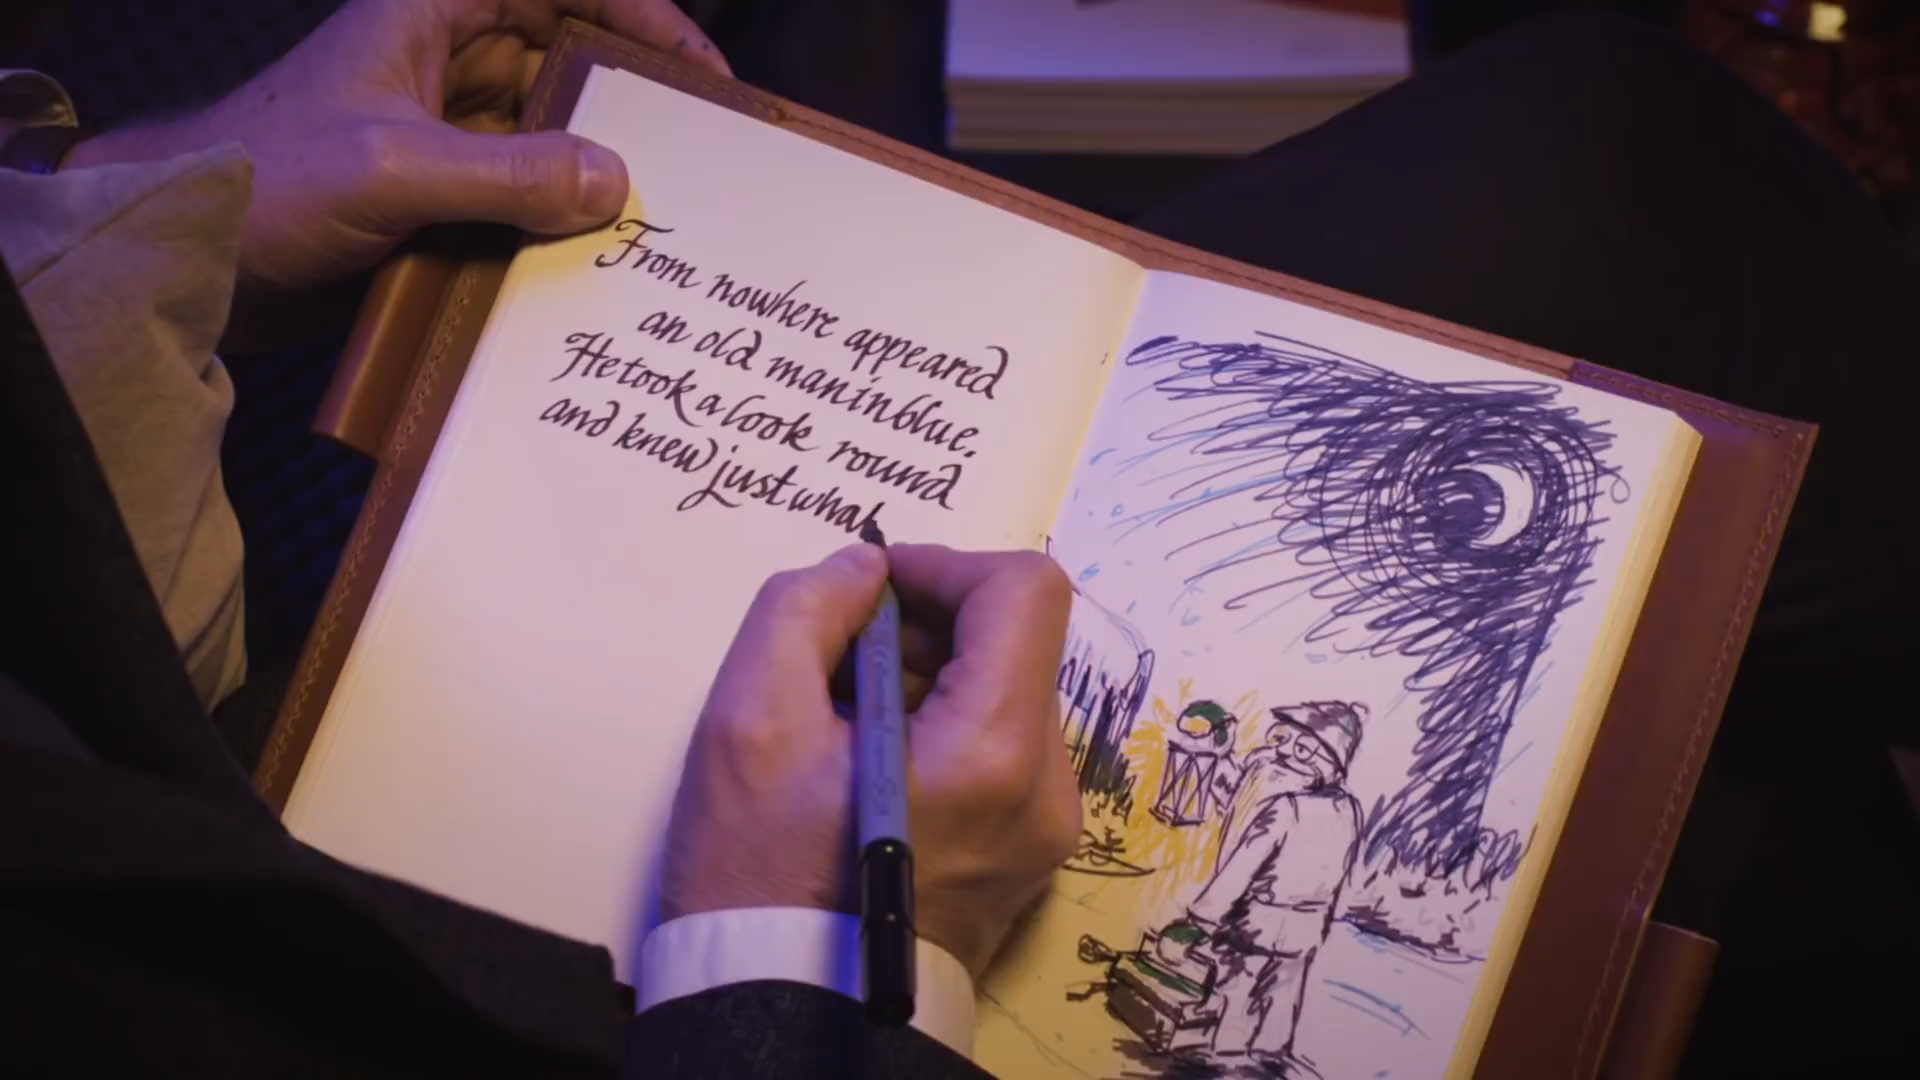 From nowhere appeared
an old man in blue.
He took a look round
and knew just what